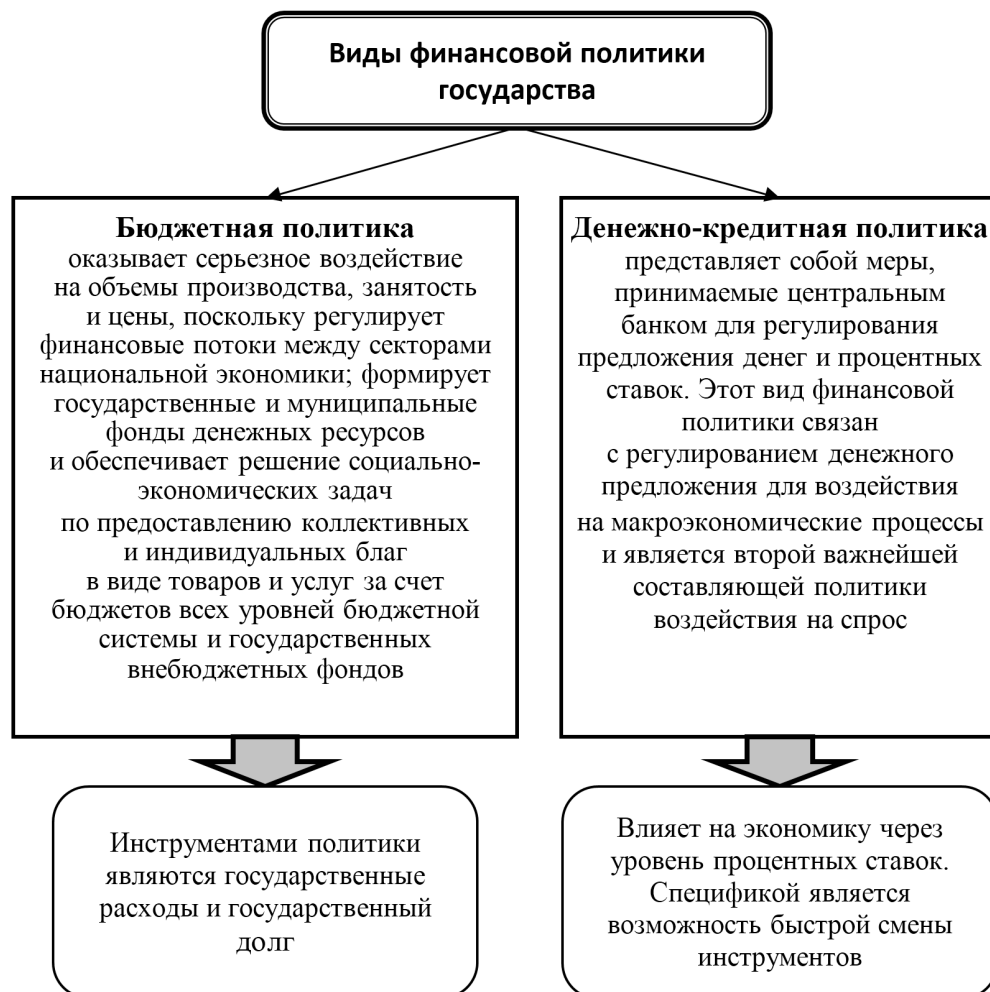 Виды финансовой политики
государства
Бюджетная политика
оказывает серьезное воздействие
на объемы производства, занятость
и цены, поскольку регулирует
финансовые потоки между секторами
национальной экономики; формирует
государственные и муниципальные
фонды денежных ресурсов
и обеспечивает решение социально-
экономических задач
по предоставлению коллективных
и индивидуальных благ
в виде товаров и услуг за счет
бюджетов всех уровней бюджетной
системы и государственных
внебюджетных фондов
Денежно-кредитная политика
представляет собой меры,
принимаемые центральным
банком для регулирования
предложения денег и процентных
ставок. Этот вид финансовой
политики связан
с регулированием денежного
предложения для воздействия
на макроэкономические процессы
и является второй важнейшей
составляющей политики
воздействия на спрос
Инструментами политики
являются государственные
расходы и государственный
долг
Влияет на экономику через
уровень процентных ставок.
Спецификой является
возможность быстрой смены
инструментов